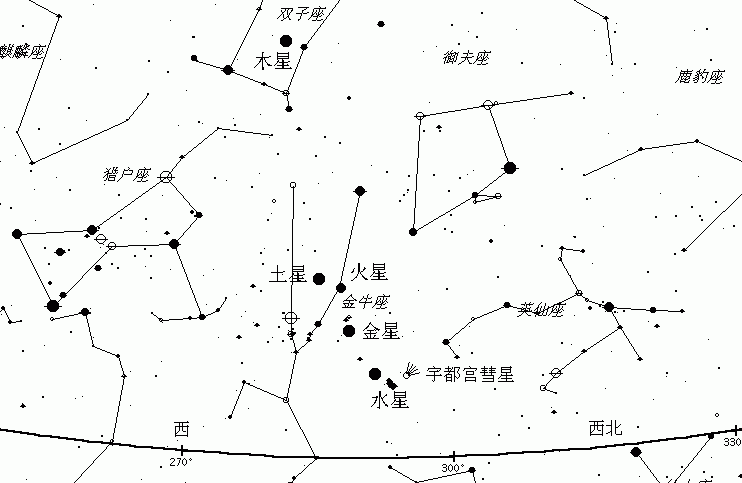 双子座
麒麟座
木星
御夫座
鹿豹座
猎户座
土星
火星
金牛座
英仙座
金星
宇都宫彗星
水星
西
西北
270°
300°
330